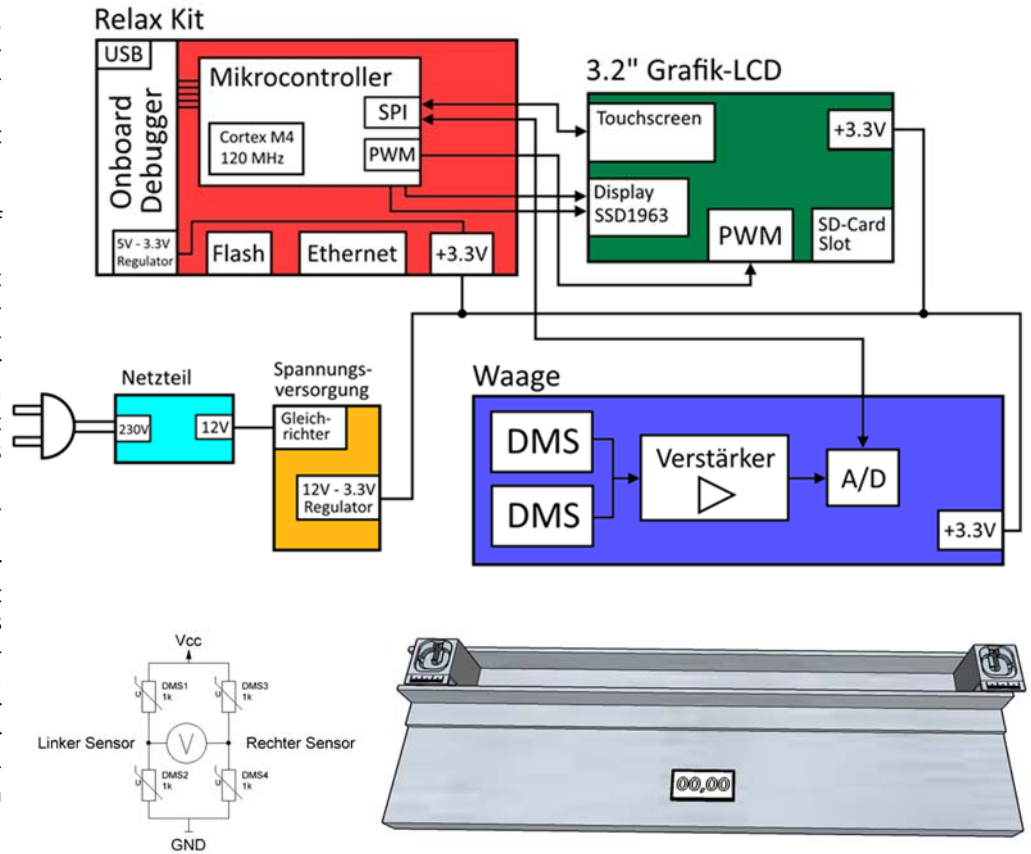 Relax Kit
USB
Onboard
Debugger
5V - 3.3V
Regulator
Mikrocontroller
Cortex M4
120 MHz
SPI
PWM
Flash
Ethernet
+3.3V
3.2" Grafik-LCD
Touchscreen
+3.3V
Display
SSD1963
PWM
SD-Card
Slot
Netzteil
230V
12V
Spannungs-
versorgung
Gleich-
richter
12V - 3.3V
Regulator
Waage
DMS
DMS
Verstärker
A/D
+3.3V
Vcc
DMS1
1k
DMS3
1k
U
U
Linker Sensor
V
Rechter Sensor
DMS2
1k
DMS4
1k
U
U
GND
00,00